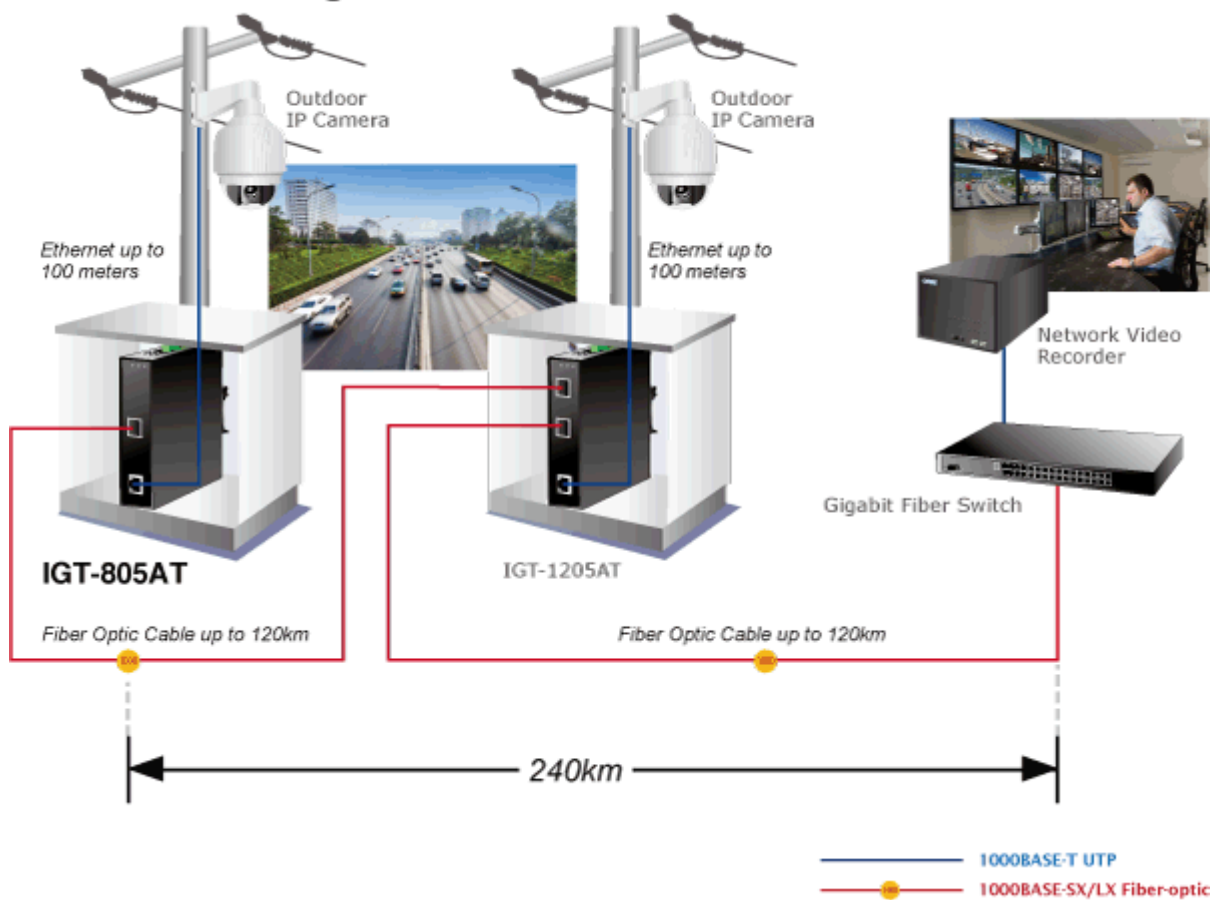 Outdoor
IP Camera
Outdoor
IP Camera
Ethernet up to
100 meters
Ethernet up to
100 meters
Network Video
Recorder
Gigabit Fiber Switch
IGT-805AT
IGT-1205AT
Fiber Optic Cable up to 120km
Fiber Optic Cable up to 120km
240km
1000BASE-T UTP
1000BASE-SX/LX Fiber-optic